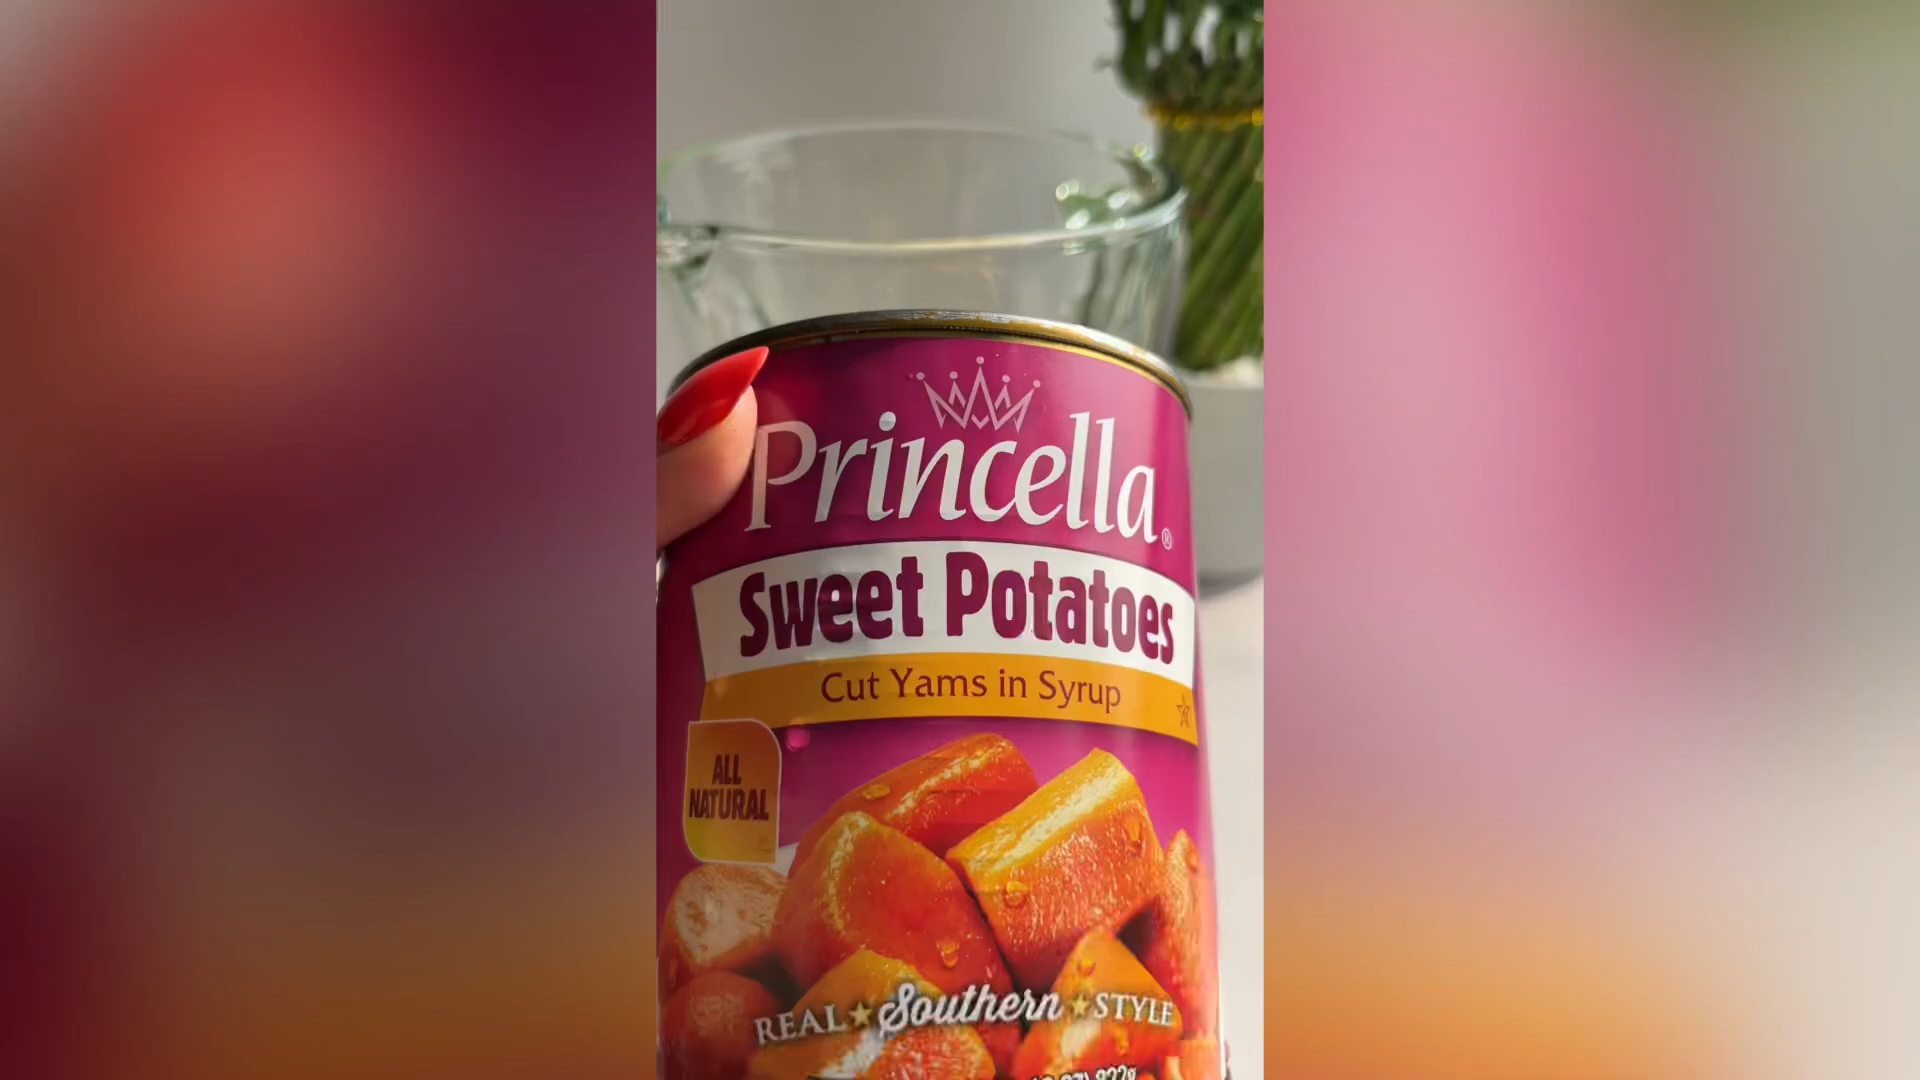 Princella®
Sweet Potatoes
Cut Yams in Syrup
ALL
NATURAL
REAL Southern STYLE